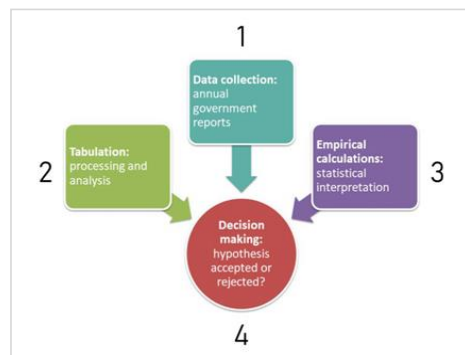 1
Data collection:
annual
government
reports
2
Tabulation:
processing and
analysis
Empirical
calculations:
statistical
interpretation
3
Decision
making:
hypothesis
accepted or
rejected?
4